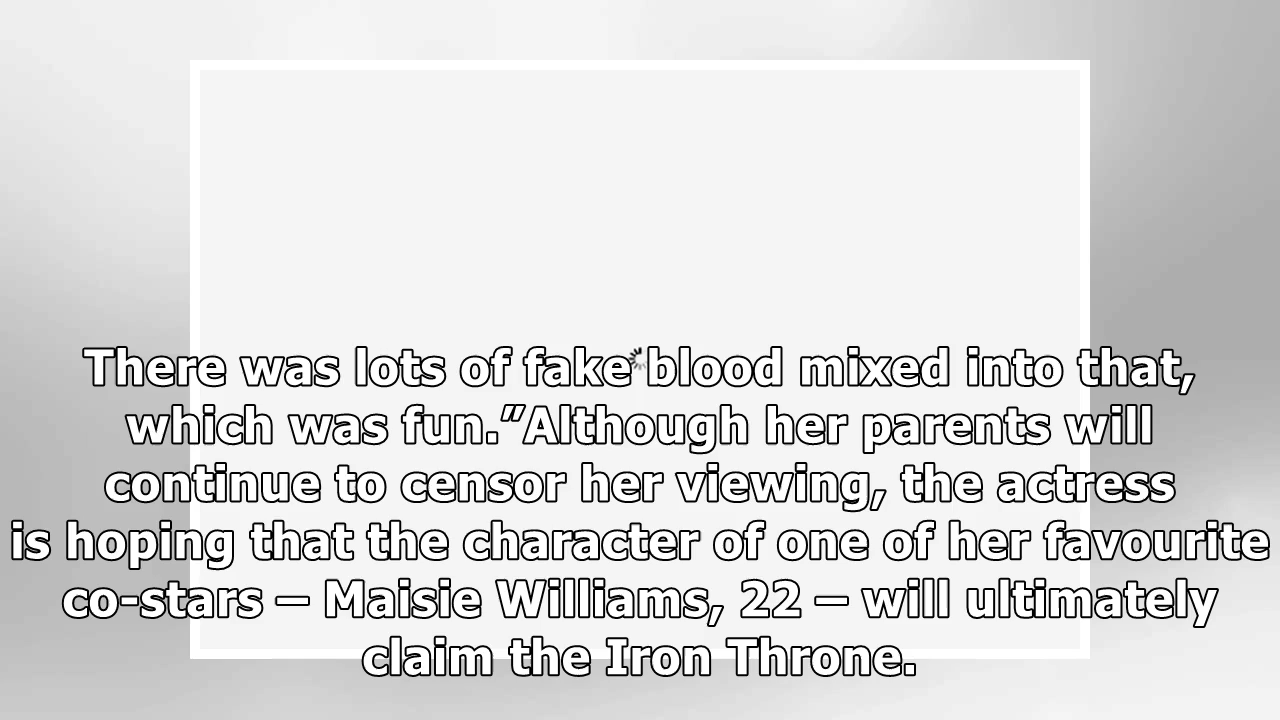 There was lots of fake blood mixed into that,
which was fun.”Although her parents will
continue to censor her viewing, the actress
is hoping that the character of one of her favourite
co-stars – Maisie Williams, 22 – will ultimately
claim the Iron Throne.